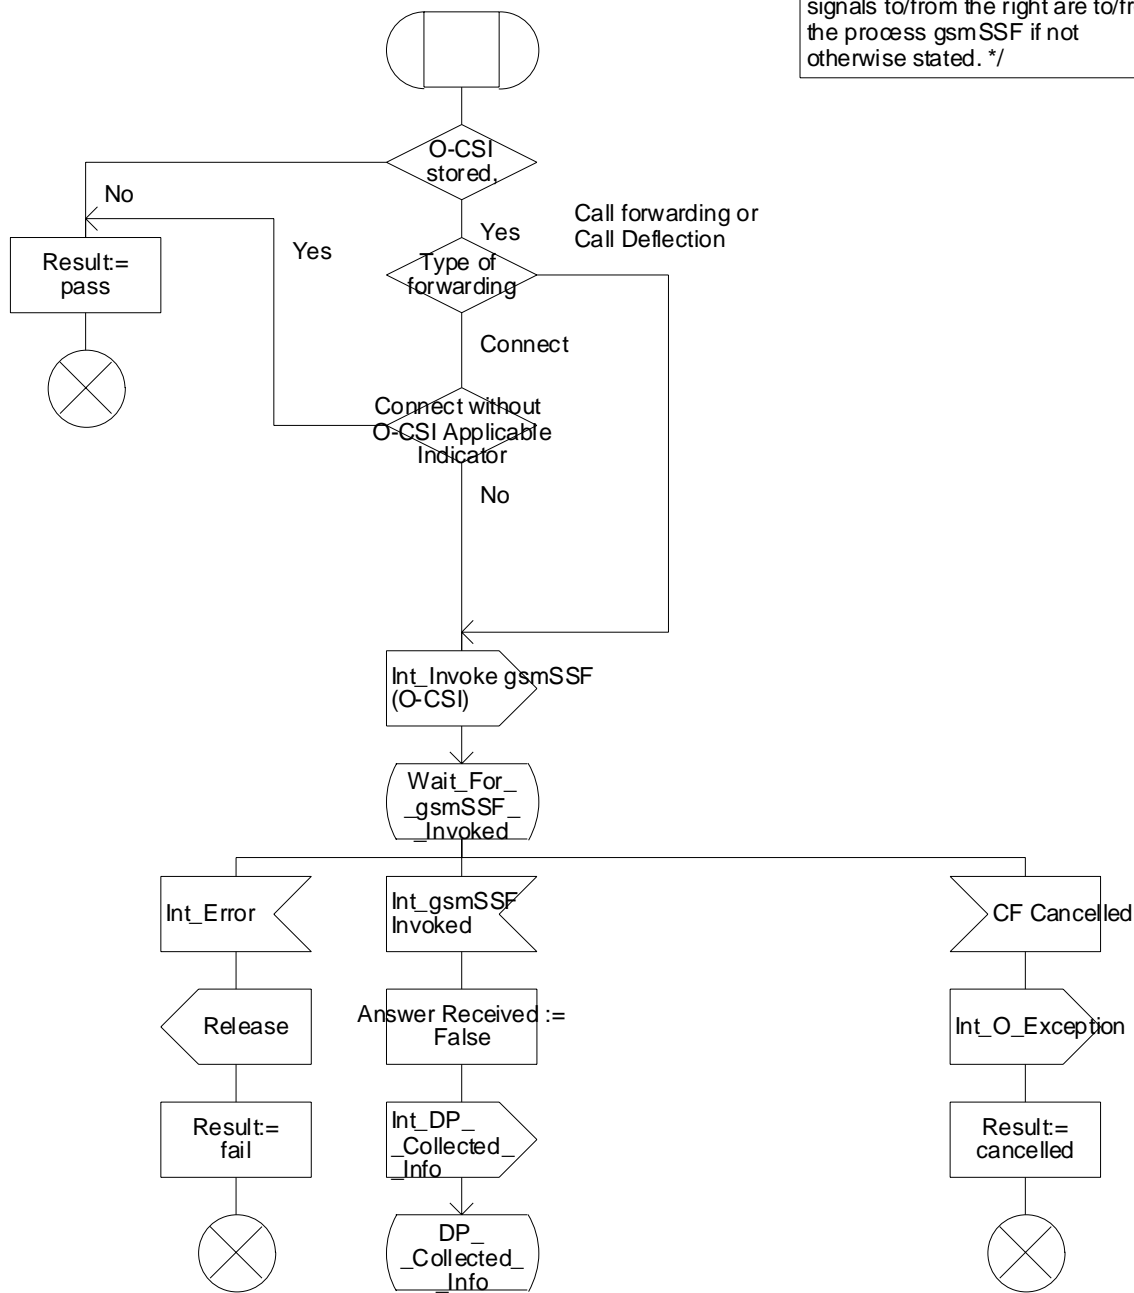 signals to/from the right are to/fr
the process gsmSSF if not
otherwise stated. */
O-CSI
stored,
No
Yes
Call forwarding or
Call Deflection
Yes
Type of
forwarding
Result:=
pass
Connect
Connect without
O-CSI Applicable
Indicator
No
Int_Invoke gsmSSF
(O-CSI)
Wait_For_
_gsmSSF_
_Invoked
Int_Error
Int_gsmSSF
Invoked
CF Cancelled
Release
Answer Received :=
False
Int_O_Exception
Result:=
fail
Int_DP_
_Collected_
_Info
Result:=
cancelled
DP_
_Collected_
_Info